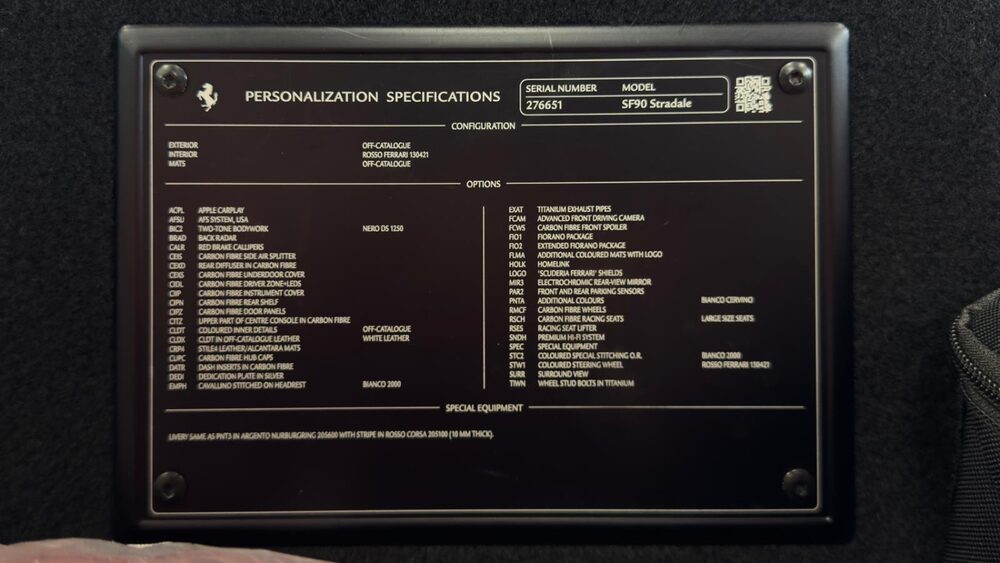 PERSONALIZATION SPECIFICATIONS
SERIAL NUMBER MODEL
276651 SF90 Stradale
CONFIGURATION
EXTERIOR OFF-CATALOGUE
INTERIOR ROSSO FERRARI 130421
MATS OFF-CATALOGUE
OPTIONS
ACPL APPLE CARPLAY
AFSU AFS SYSTEM, USA
BIC2 TWO-TONE BODYWORK NERO DS 1250
BRAD BACK RADAR
CALR RED BRAKE CALLIPERS
CEIS CARBON FIBRE SIDE AIR SPLITTER
CEXD REAR DIFFUSER IN CARBON FIBRE
CEXS CARBON FIBRE UNDERDOOR COVER
CIDL CARBON FIBRE DRIVER ZONE+LEDS
CIIP CARBON FIBRE INSTRUMENT COVER
CIPN CARBON FIBRE REAR SHELF
CIPZ CARBON FIBRE DOOR PANELS
CITZ UPPER PART OF CENTRE CONSOLE IN CARBON FIBRE
CLDT COLOURED INNER DETAILS OFF-CATALOGUE
CLDX CLDT IN OFF-CATALOGUE LEATHER WHITE LEATHER
CRP4 STILE4 LEATHER/ALCANTARA MATS
CUPC CARBON FIBRE HUB CAPS
DATR DASH INSERTS IN CARBON FIBRE
DEDI DEDICATION PLATE IN SILVER
EMPH CAVALLINO STITCHED ON HEADREST BIANCO 2000
EXAT TITANIUM EXHAUST PIPES
FCAM ADVANCED FRONT DRIVING CAMERA
FCWS CARBON FIBRE FRONT SPOILER
FIO1 FIORANO PACKAGE
FIO2 EXTENDED FIORANO PACKAGE
FLMA ADDITIONAL COLOURED MATS WITH LOGO
HOLK HOMELINK
LOGO "SCUDERIA FERRARI" SHIELDS
MIR3 ELECTROCHROMIC REAR-VIEW MIRROR
PAR2 FRONT AND REAR PARKING SENSORS
PNTA ADDITIONAL COLOURS BIANCO CERVINO
RMCF CARBON FIBRE WHEELS
RSCH CARBON FIBRE RACING SEATS LARGE SIZE SEATS
RSES RACING SEAT LIFTER
SNDH PREMIUM HI-FI SYSTEM
SPEC SPECIAL EQUIPMENT
STC2 COLOURED SPECIAL STITCHING O.R. BIANCO 2000
STW1 COLOURED STEERING WHEEL ROSSO FERRARI 130421
SURR SURROUND VIEW
TIWN WHEEL STUD BOLTS IN TITANIUM
SPECIAL EQUIPMENT
LIVERY SAME AS PNT3 IN ARGENTO NURBURGRING 205600 WITH STRIPE IN ROSSO CORSA 205100 (10 MM THICK).